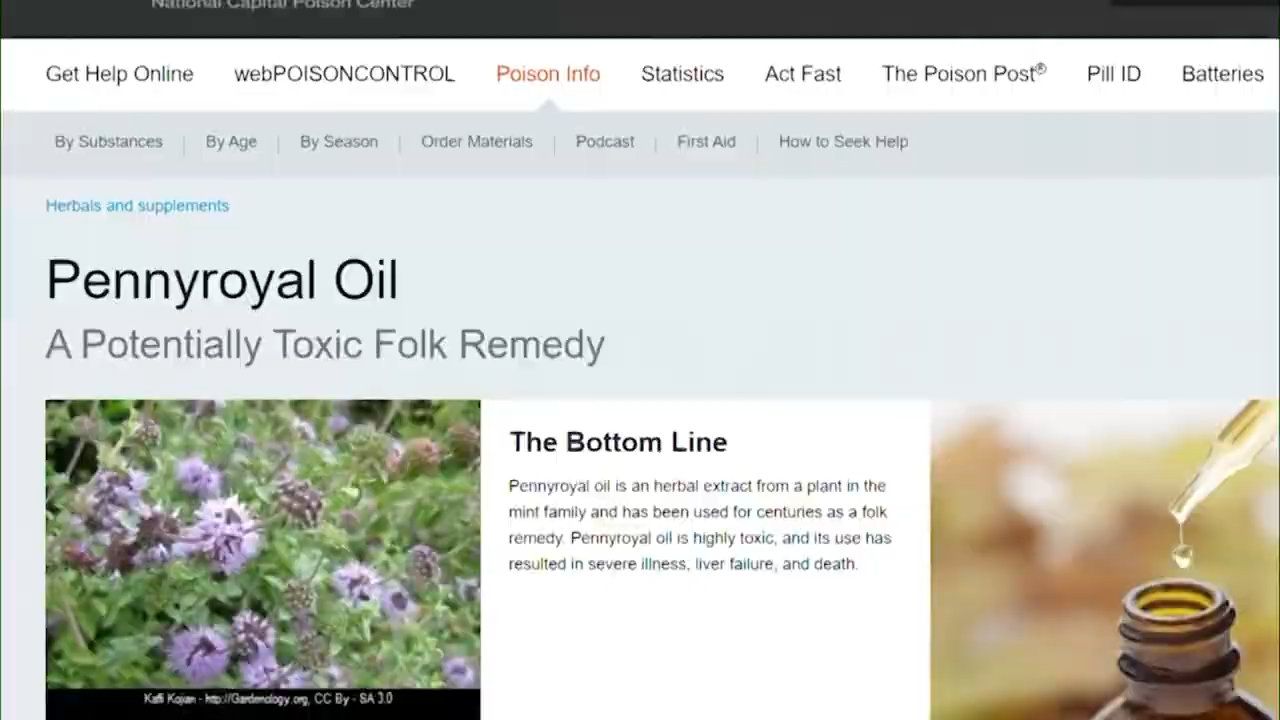 National Capital Poison Center
Get Help Online webPOISONCONTROL Poison Info Statistics Act Fast The Poison Post® Pill ID Batteries
By Substances By Age By Season Order Materials Podcast First Aid How to Seek Help
Herbals and supplements
Pennyroyal Oil
A Potentially Toxic Folk Remedy
The Bottom Line
Pennyroyal oil is an herbal extract from a plant in the
mint family and has been used for centuries as a folk
remedy. Pennyroyal oil is highly toxic, and its use has
resulted in severe illness, liver failure, and death.
Kaffi Kojian - http://Gardenology.org, CC By - SA 3.0